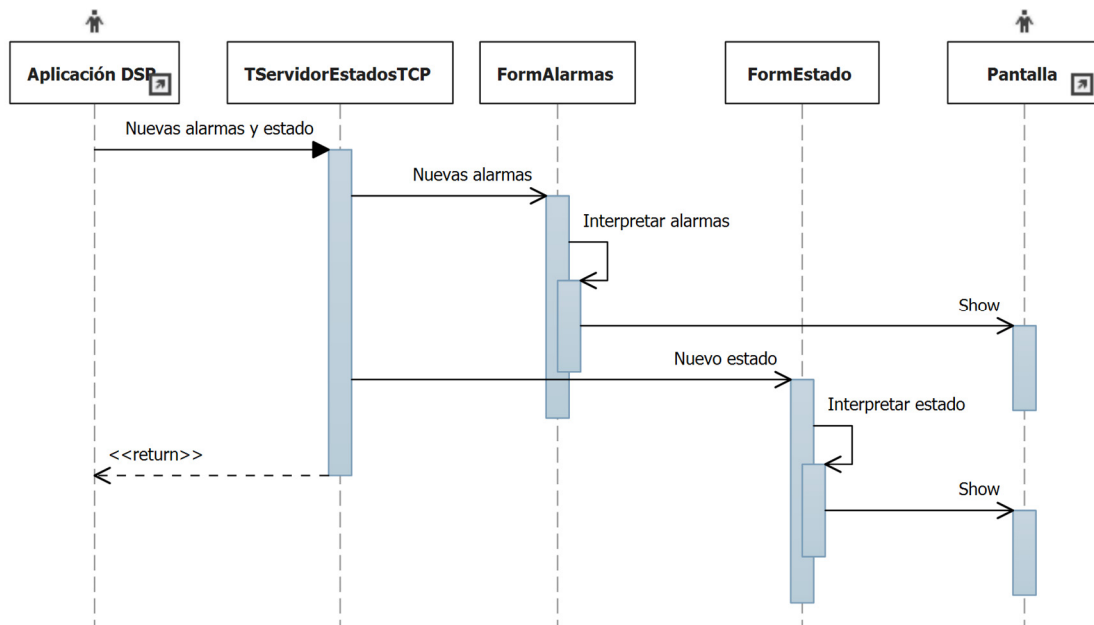 Aplicación DSP
TServidorEstadosTCP
FormAlarmas
FormEstado
Pantalla
Nuevas alarmas y estado
Nuevas alarmas
Interpretar alarmas
Show
Nuevo estado
Interpretar estado
<<return>>
Show